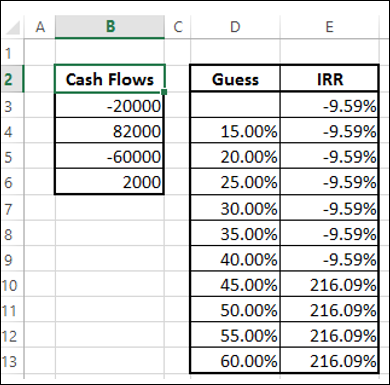 A B C D E
1
2 Cash Flows Guess IRR
3 -20000 -9.59%
4 82000 15.00% -9.59%
5 -60000 20.00% -9.59%
6 2000 25.00% -9.59%
7 30.00% -9.59%
8 35.00% -9.59%
9 40.00% -9.59%
10 45.00% 216.09%
11 50.00% 216.09%
12 55.00% 216.09%
13 60.00% 216.09%